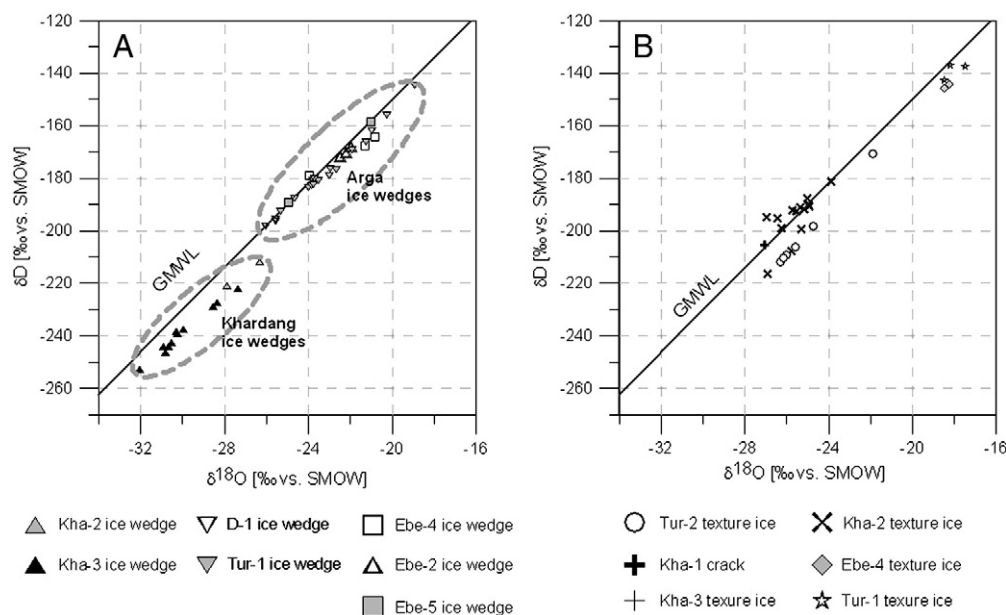 A
B
-120
-140
-160
-180
-200
-220
-240
-260
δD [‰ vs. SMOW]
GMWL
Arga
ice wedges
Khardang
ice wedges
-32
-28
-24
-20
-16
δ18O [‰ vs. SMOW]
-120
-140
-160
-180
-200
-220
-240
-260
δD [‰ vs. SMOW]
GMWL
-32
-28
-24
-20
-16
δ18O [‰ vs. SMOW]
Kha-2 ice wedge
D-1 ice wedge
Ebe-4 ice wedge
Kha-3 ice wedge
Tur-1 ice wedge
Ebe-2 ice wedge
Ebe-5 ice wedge
Tur-2 texture ice
Kha-2 texture ice
Kha-1 crack
Ebe-4 texture ice
Kha-3 texure ice
Tur-1 texure ice